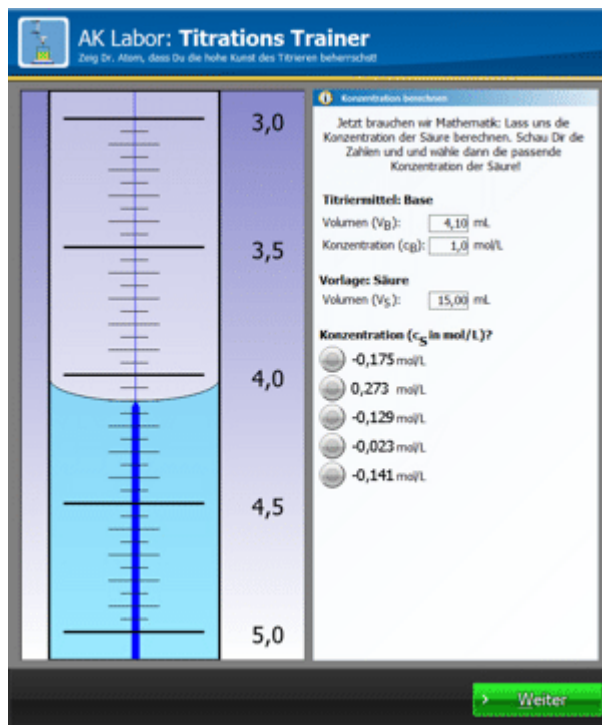 AK Labor: Titrations Trainer
Zeig Dr. Atom, dass Du die hohe Kunst des Titrieren beherrschst!
3,0
3,5
4,0
4,5
5,0
Konzentration berechnen
Jetzt brauchen wir Mathematik: Lass uns die
Konzentration der Säure berechnen. Schau Dir die
Zahlen und und wähle dann die passende
Konzentration der Säure!
Titriermittel: Base
Volumen (VB): 4,10 mL
Konzentration (cB): 1,0 mol/L
Vorlage: Säure
Volumen (VS): 15,00 mL
Konzentration (cS in mol/L)?
-0,175 mol/L
0,273 mol/L
-0,129 mol/L
-0,023 mol/L
-0,141 mol/L
Weiter